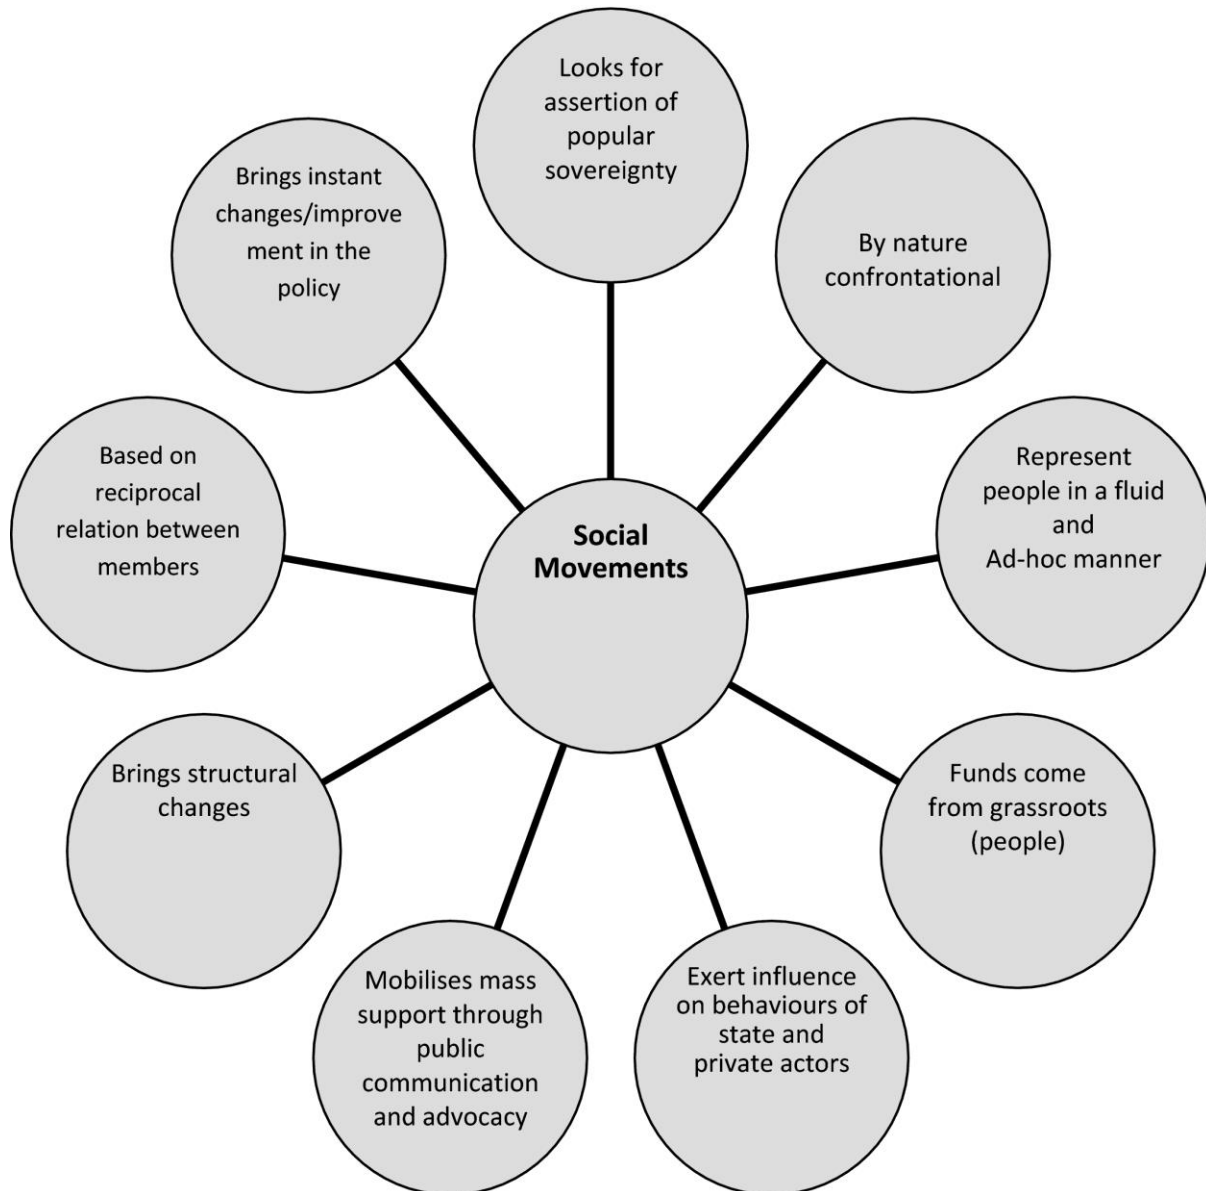 Looks for
assertion of
popular
sovereignty
By nature
confrontational
Represent
people in a fluid
and
Ad-hoc manner
Funds come
from grassroots
(people)
Exert influence
on behaviours of
state and
private actors
Mobilises mass
support through
public
communication
and advocacy
Brings structural
changes
Based on
reciprocal
relation between
members
Brings instant
changes/improve
ment in the
policy
Social
Movements